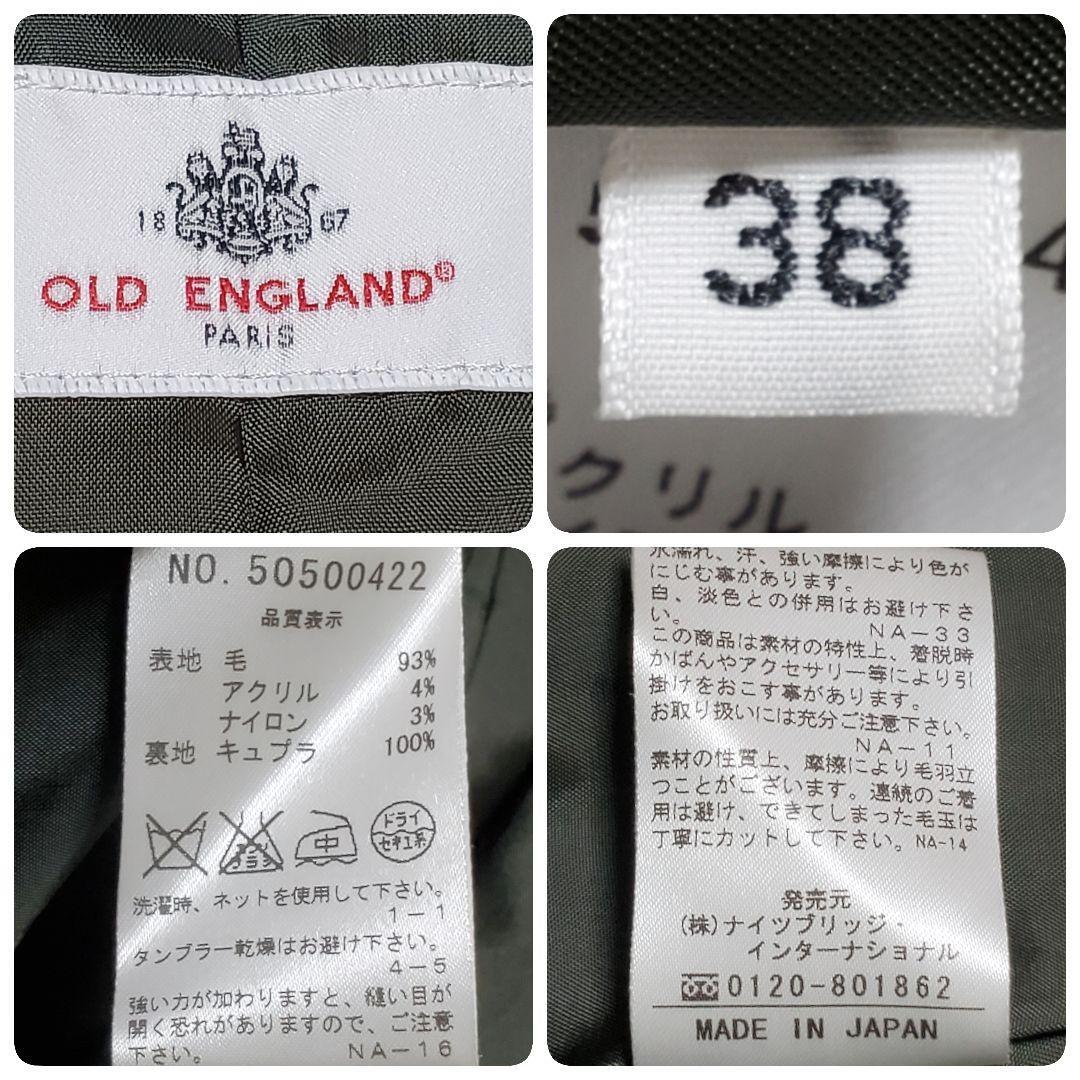 18 67
OLD ENGLAND®
PARIS
38
4
クリル
NO. 50500422
品質表示
表地 毛 93%
アクリル 4%
ナイロン 3%
裏地 キュプラ 100%
エンソ サラシ 中 ドライ セキユ系
洗濯時、ネットを使用して下さい。
1-1
タンブラー乾燥はお避け下さい。
4-5
強い力が加わりますと、縫い目が
開く恐れがありますので、ご注意
下さい。 NA-16
水濡れ、汗、強い摩擦により色が
にじむ事があります。
白、淡色との併用はお避け下さ
い。 NA-33
この商品は素材の特性上、着脱時
かばんやアクセサリー等により引
掛けをおこす事があります。
お取り扱いには充分ご注意下さい。
NA-11
素材の性質上、摩擦により毛羽立
つことがございます。連続のご着
用は避け、できてしまった毛玉は
丁寧にカットして下さい。NA-14
発売元
(株)ナイツブリッジ・
インターナショナル
0120-801862
MADE IN JAPAN